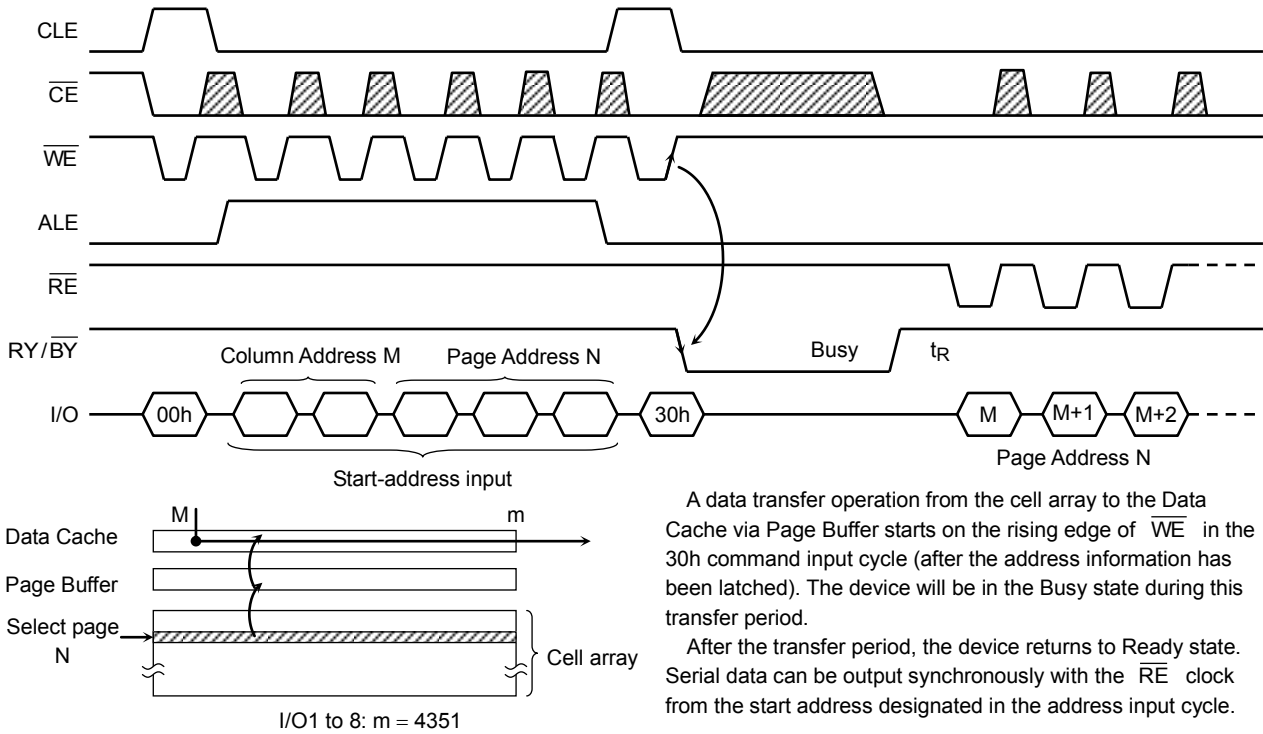 CLE
CE
WE
ALE
RE
RY/BY
Busy
tR
Column Address M
Page Address N
I/O
00h
30h
M
M+1
M+2
Start-address input
Page Address N
M
m
Data Cache
Page Buffer
Select page
N
Cell array
I/O1 to 8: m = 4351
A data transfer operation from the cell array to the Data
Cache via Page Buffer starts on the rising edge of WE in the
30h command input cycle (after the address information has
been latched). The device will be in the Busy state during this
transfer period.
After the transfer period, the device returns to Ready state.
Serial data can be output synchronously with the RE clock
from the start address designated in the address input cycle.